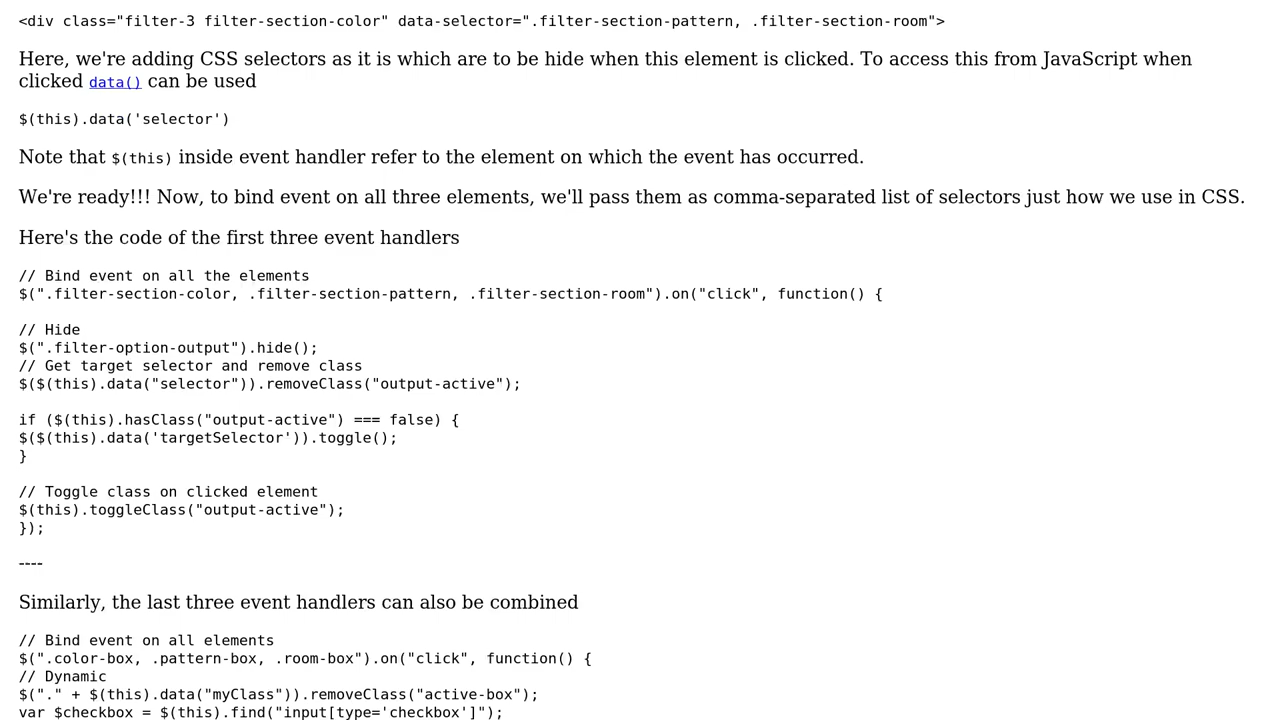 <div class="filter-3 filter-section-color" data-selector=".filter-section-pattern, .filter-section-room">
Here, we're adding CSS selectors as it is which are to be hide when this element is clicked. To access this from JavaScript when
clicked data() can be used
$(this).data('selector')
Note that $(this) inside event handler refer to the element on which the event has occurred.
We're ready!!! Now, to bind event on all three elements, we'll pass them as comma-separated list of selectors just how we use in CSS.
Here's the code of the first three event handlers
// Bind event on all the elements
$(".filter-section-color, .filter-section-pattern, .filter-section-room").on("click", function() {
// Hide
$(".filter-option-output").hide();
// Get target selector and remove class
$($(this).data("selector")).removeClass("output-active");
if ($(this).hasClass("output-active") === false) {
$($(this).data('targetSelector')).toggle();
}
// Toggle class on clicked element
$(this).toggleClass("output-active");
});
----
Similarly, the last three event handlers can also be combined
// Bind event on all elements
$(".color-box, .pattern-box, .room-box").on("click", function() {
// Dynamic
$("." + $(this).data("myClass")).removeClass("active-box");
var $checkbox = $(this).find("input[type='checkbox']");